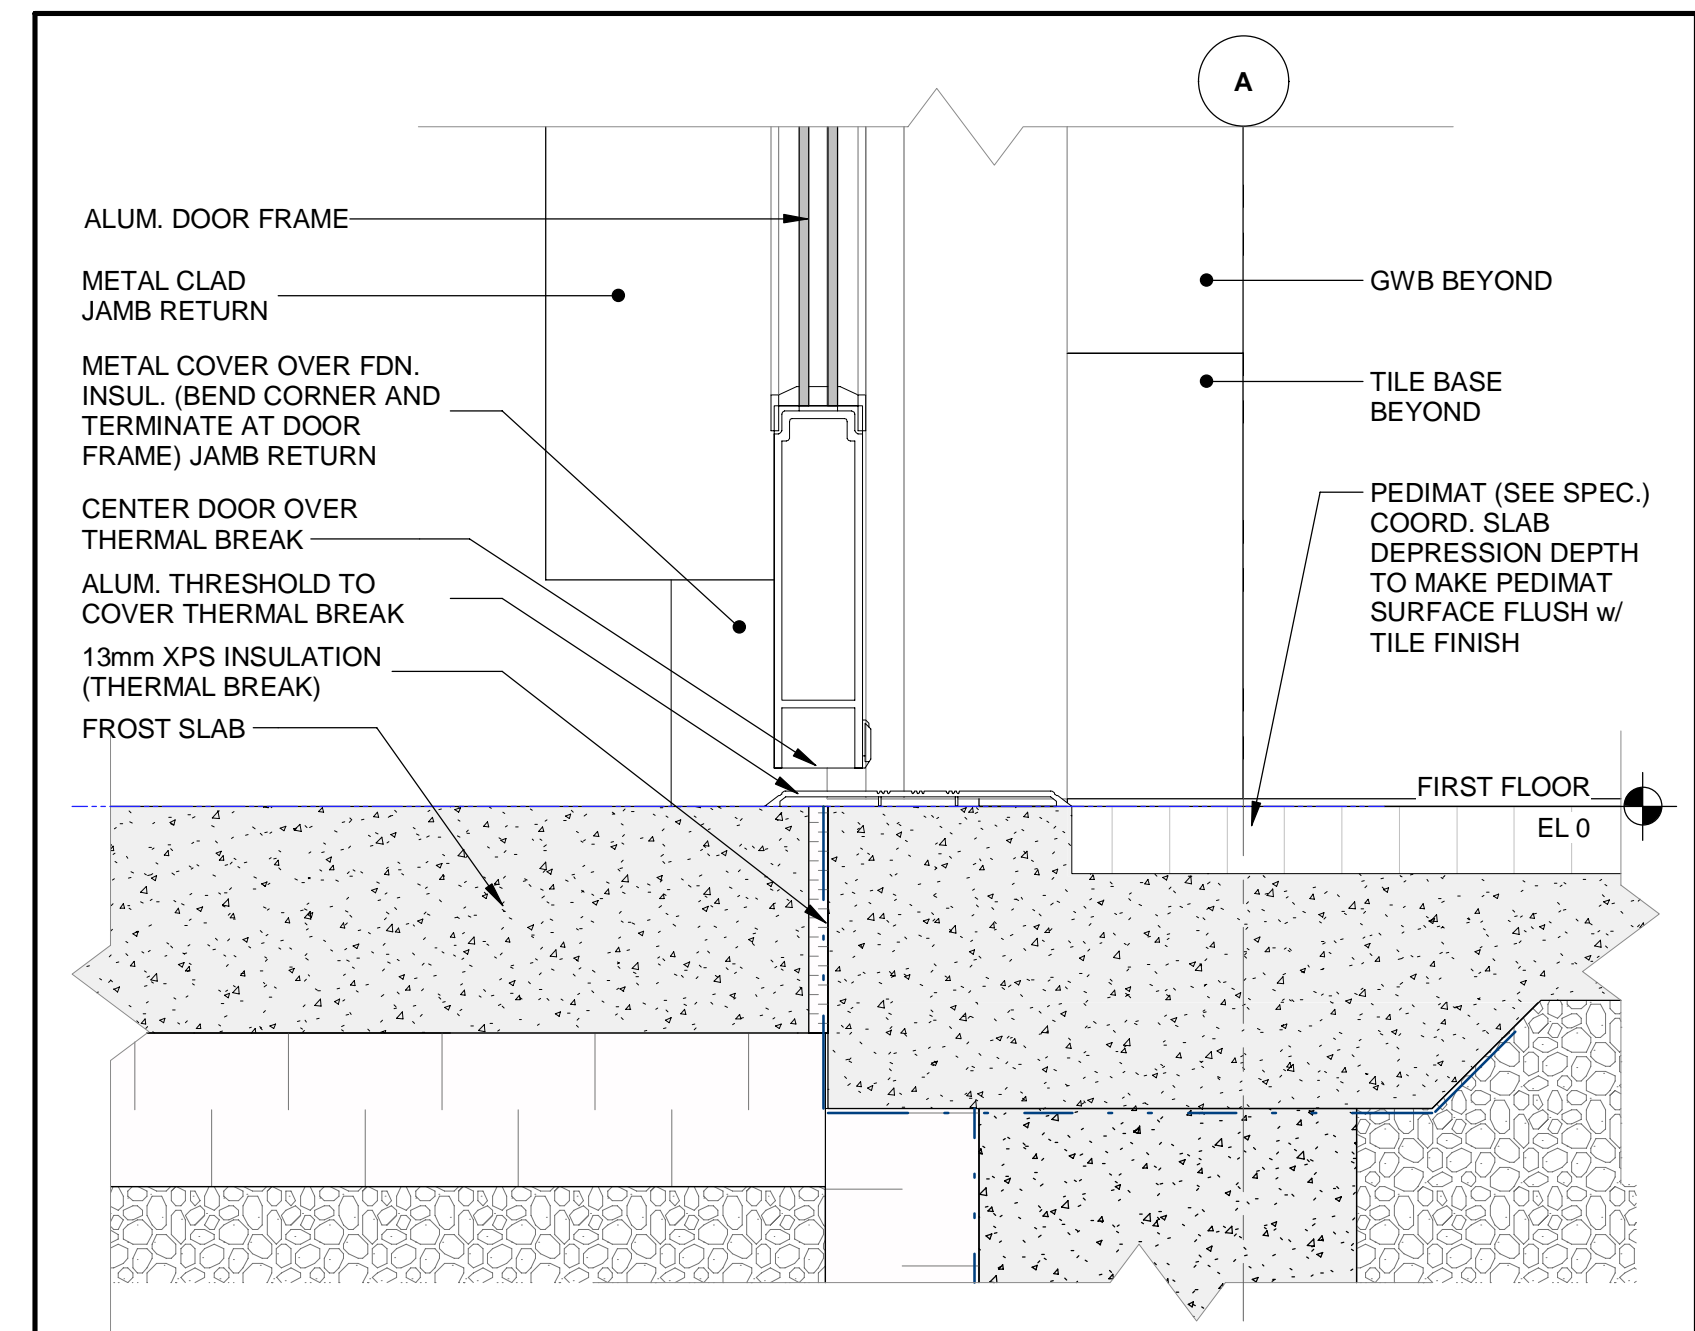 A
ALUM. DOOR FRAME
METAL CLAD
JAMB RETURN
METAL COVER OVER FDN.
INSUL. (BEND CORNER AND
TERMINATE AT DOOR
FRAME) JAMB RETURN
CENTER DOOR OVER
THERMAL BREAK
ALUM. THRESHOLD TO
COVER THERMAL BREAK
13mm XPS INSULATION
(THERMAL BREAK)
FROST SLAB
GWB BEYOND
TILE BASE
BEYOND
PEDIMAT (SEE SPEC.)
COORD. SLAB
DEPRESSION DEPTH
TO MAKE PEDIMAT
SURFACE FLUSH w/
TILE FINISH
FIRST FLOOR
EL 0